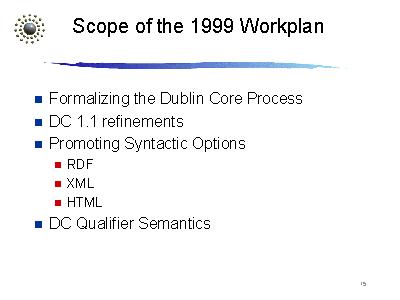 Scope of the 1999 Workplan
Formalizing the Dublin Core Process
DC 1.1 refinements
Promoting Syntactic Options
RDF
XML
HTML
DC Qualifier Semantics